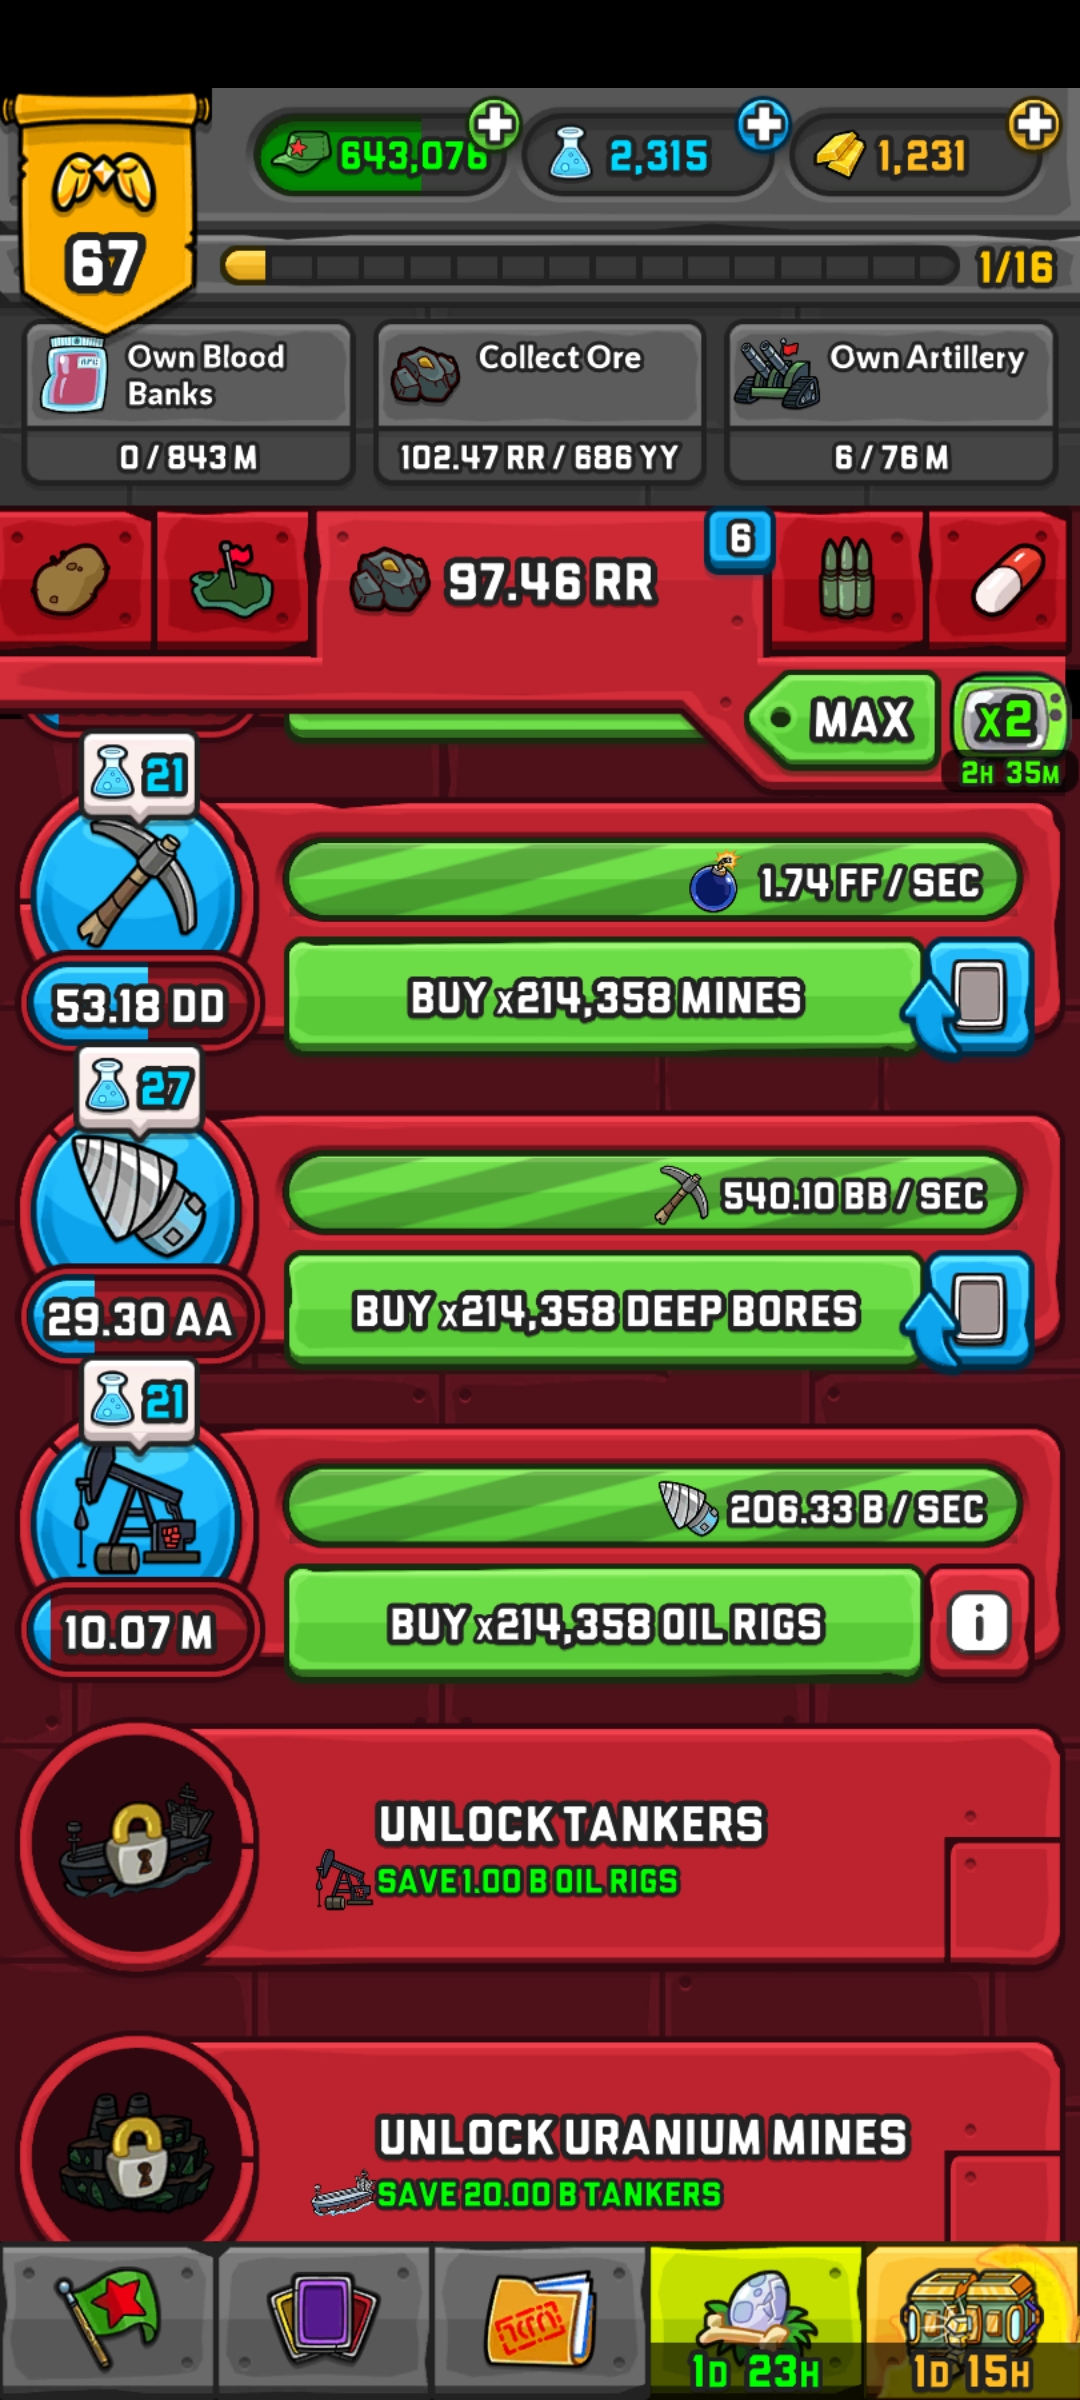 67
643,076
2,315
1,231
1/16
Own Blood
Banks
0 / 843 M
Collect Ore
102.47 RR / 686 YY
Own Artillery
6 / 76 M
97.46 RR
6
MAX
x2
2H 35M
21
1.74 FF / SEC
53.18 DD
BUY x214,358 MINES
27
540.10 BB / SEC
29.30 AA
BUY x214,358 DEEP BORES
21
206.33 B / SEC
10.07 M
BUY x214,358 OIL RIGS
i
UNLOCK TANKERS
SAVE 1.00 B OIL RIGS
UNLOCK URANIUM MINES
SAVE 20.00 B TANKERS
1D 23H
1D 15H